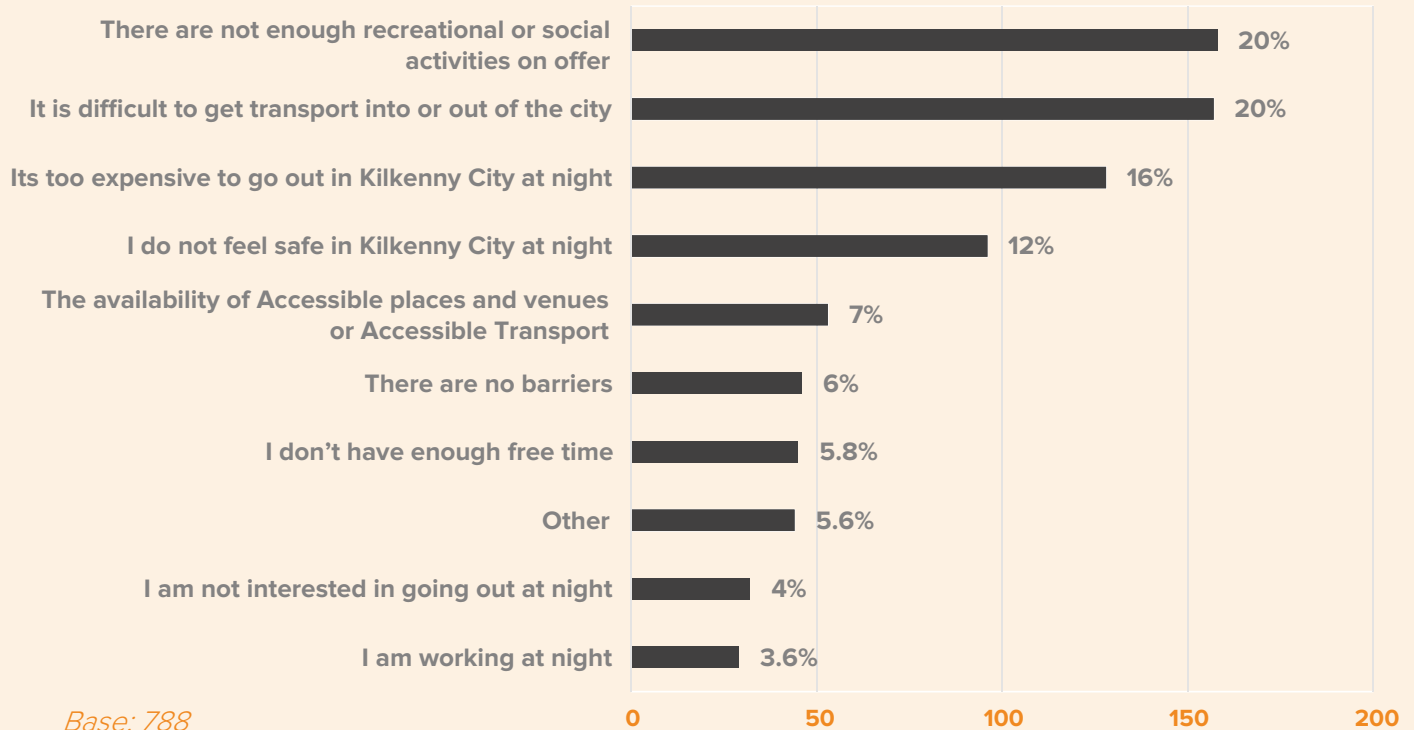 There are not enough recreational or social
activities on offer
20%
It is difficult to get transport into or out of the city
20%
Its too expensive to go out in Kilkenny City at night
16%
I do not feel safe in Kilkenny City at night
12%
The availability of Accessible places and venues
or Accessible Transport
7%
There are no barriers
6%
I don’t have enough free time
5.8%
Other
5.6%
I am not interested in going out at night
4%
I am working at night
3.6%
Base: 788
0 50 100 150 200